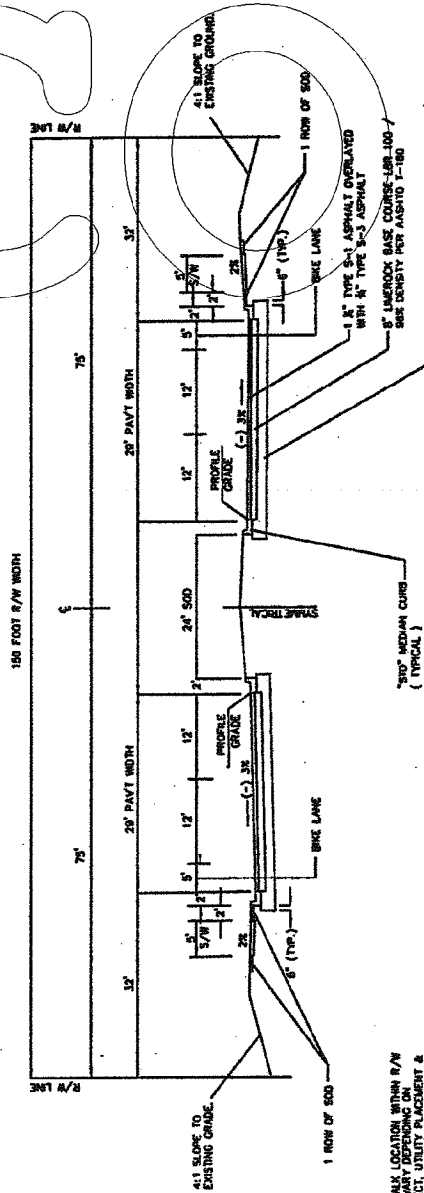 150 FOOT R/W WIDTH
R/W LINE
R/W LINE
75'
75'
C
32'
29' PAV'T WIDTH
29' PAV'T WIDTH
32'
5'
S/W
2'
2'
5'
12'
12'
2'
24' SOD
12'
12'
5'
2'
2'
5'
S/W
4:1 SLOPE TO
EXISTING GRADE.
4:1 SLOPE TO
EXISTING GROUND.
2%
6" (TYP.)
BIKE LANE
(-) 3%
PROFILE
GRADE
SYMMETRICAL
PROFILE
GRADE
(-) 3%
BIKE LANE
6" (TYP.)
2%
1 ROW OF SOD
1 ROW OF SOD
TYPE S-1 ASPHALT OVERLAYED
TYPE S-3 ASPHALT
8" LIMEROCK BASE COURSE LBR 100 /
98% DENSITY PER AASHTO T-180
MEDIAN CURB
( TYPICAL )
ALK LOCATION WITHIN R/W
ARY DEPENDING ON
CT, UTILITY PLACEMENT &